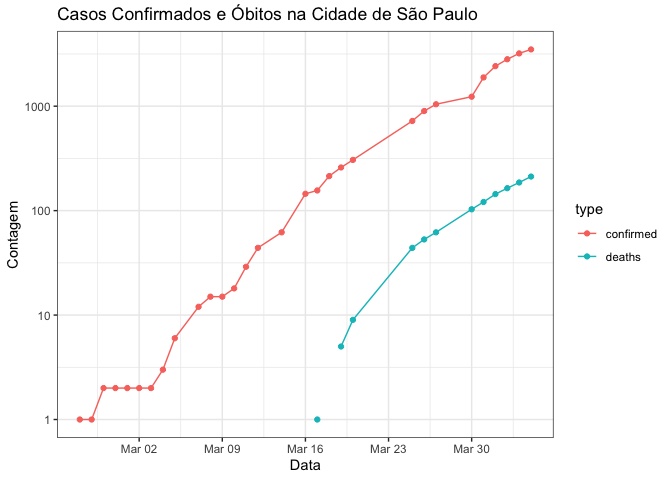 Casos Confirmados e Óbitos na Cidade de São Paulo
Contagem
1000
100
10
1
Mar 02 Mar 09 Mar 16 Mar 23 Mar 30
Data
type
confirmed
deaths